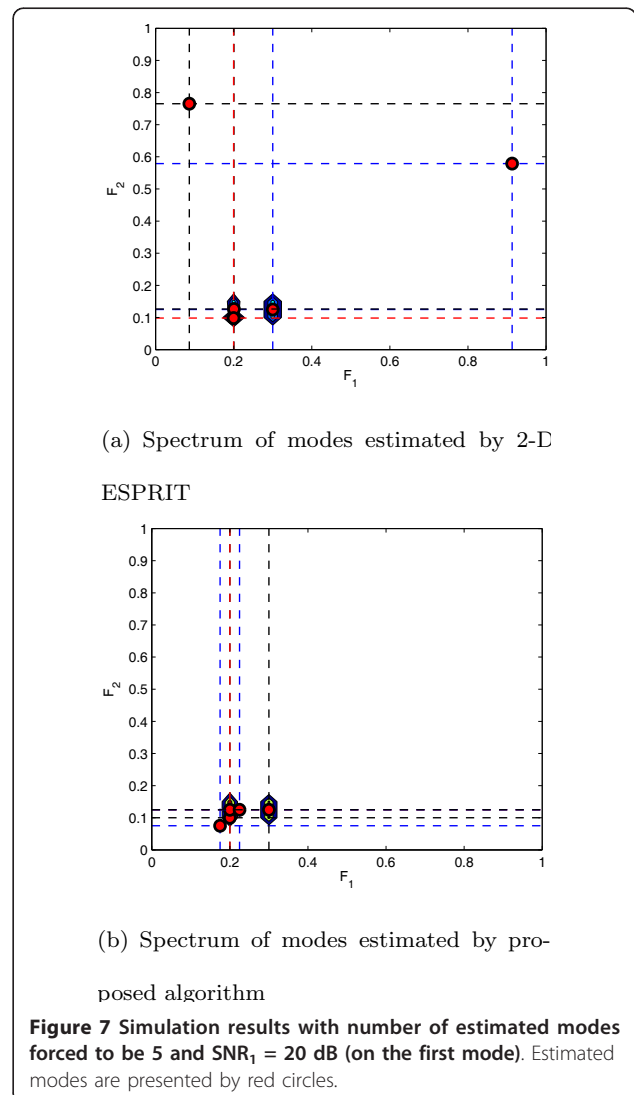 1
0.9
0.8
0.7
0.6
0.5
0.4
0.3
0.2
0.1
0
F2
0 0.2 0.4 0.6 0.8 1
F1
(a) Spectrum of modes estimated by 2-D
ESPRIT
1
0.9
0.8
0.7
0.6
0.5
0.4
0.3
0.2
0.1
0
F2
0 0.2 0.4 0.6 0.8 1
F1
(b) Spectrum of modes estimated by pro-
posed algorithm
Figure 7 Simulation results with number of estimated modes
forced to be 5 and SNR1 = 20 dB (on the first mode). Estimated
modes are presented by red circles.